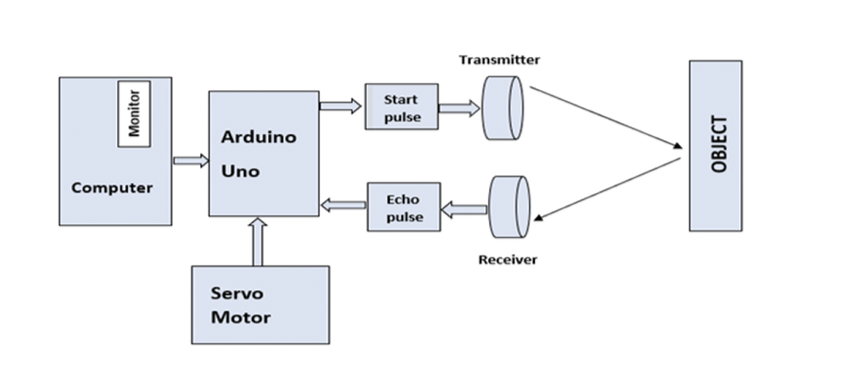 Monitor
Computer
Arduino
Uno
Start
pulse
Transmitter
OBJECT
Echo
pulse
Receiver
Servo
Motor